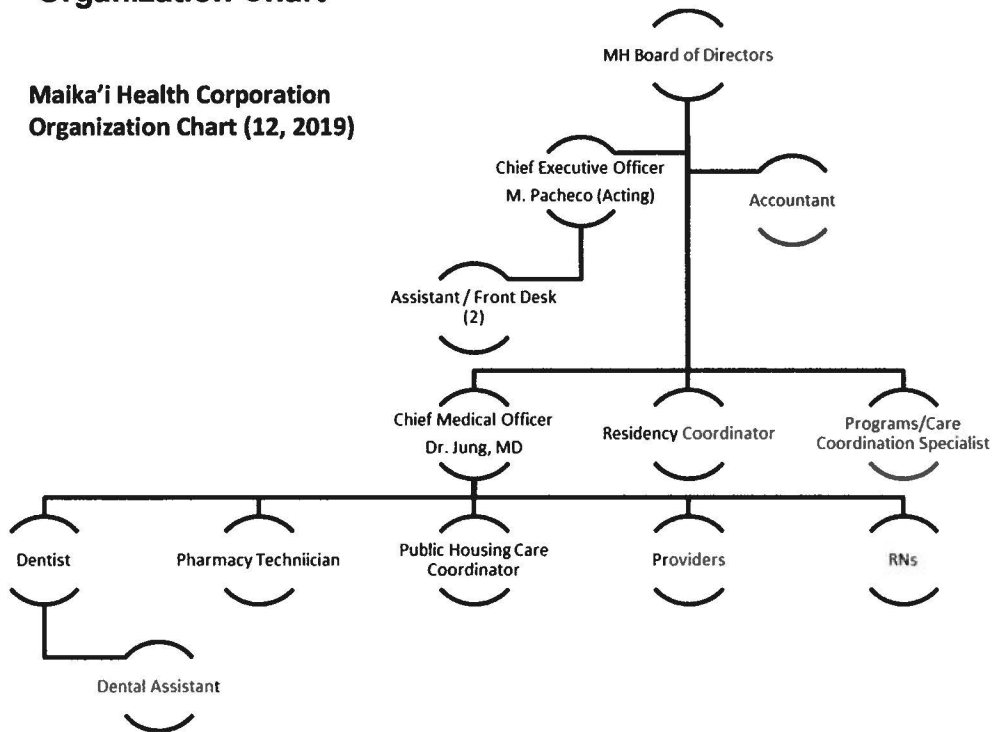 Organization Chart
MH Board of Directors
Maika'i Health Corporation
Organization Chart (12, 2019)
Chief Executive Officer
M. Pacheco (Acting)
Accountant
Assistant / Front Desk
(2)
Chief Medical Officer
Dr. Jung, MD
Residency Coordinator
Programs/Care
Coordination Specialist
Dentist
Pharmacy Techniician
Public Housing Care
Coordinator
Providers
RNs
Dental Assistant